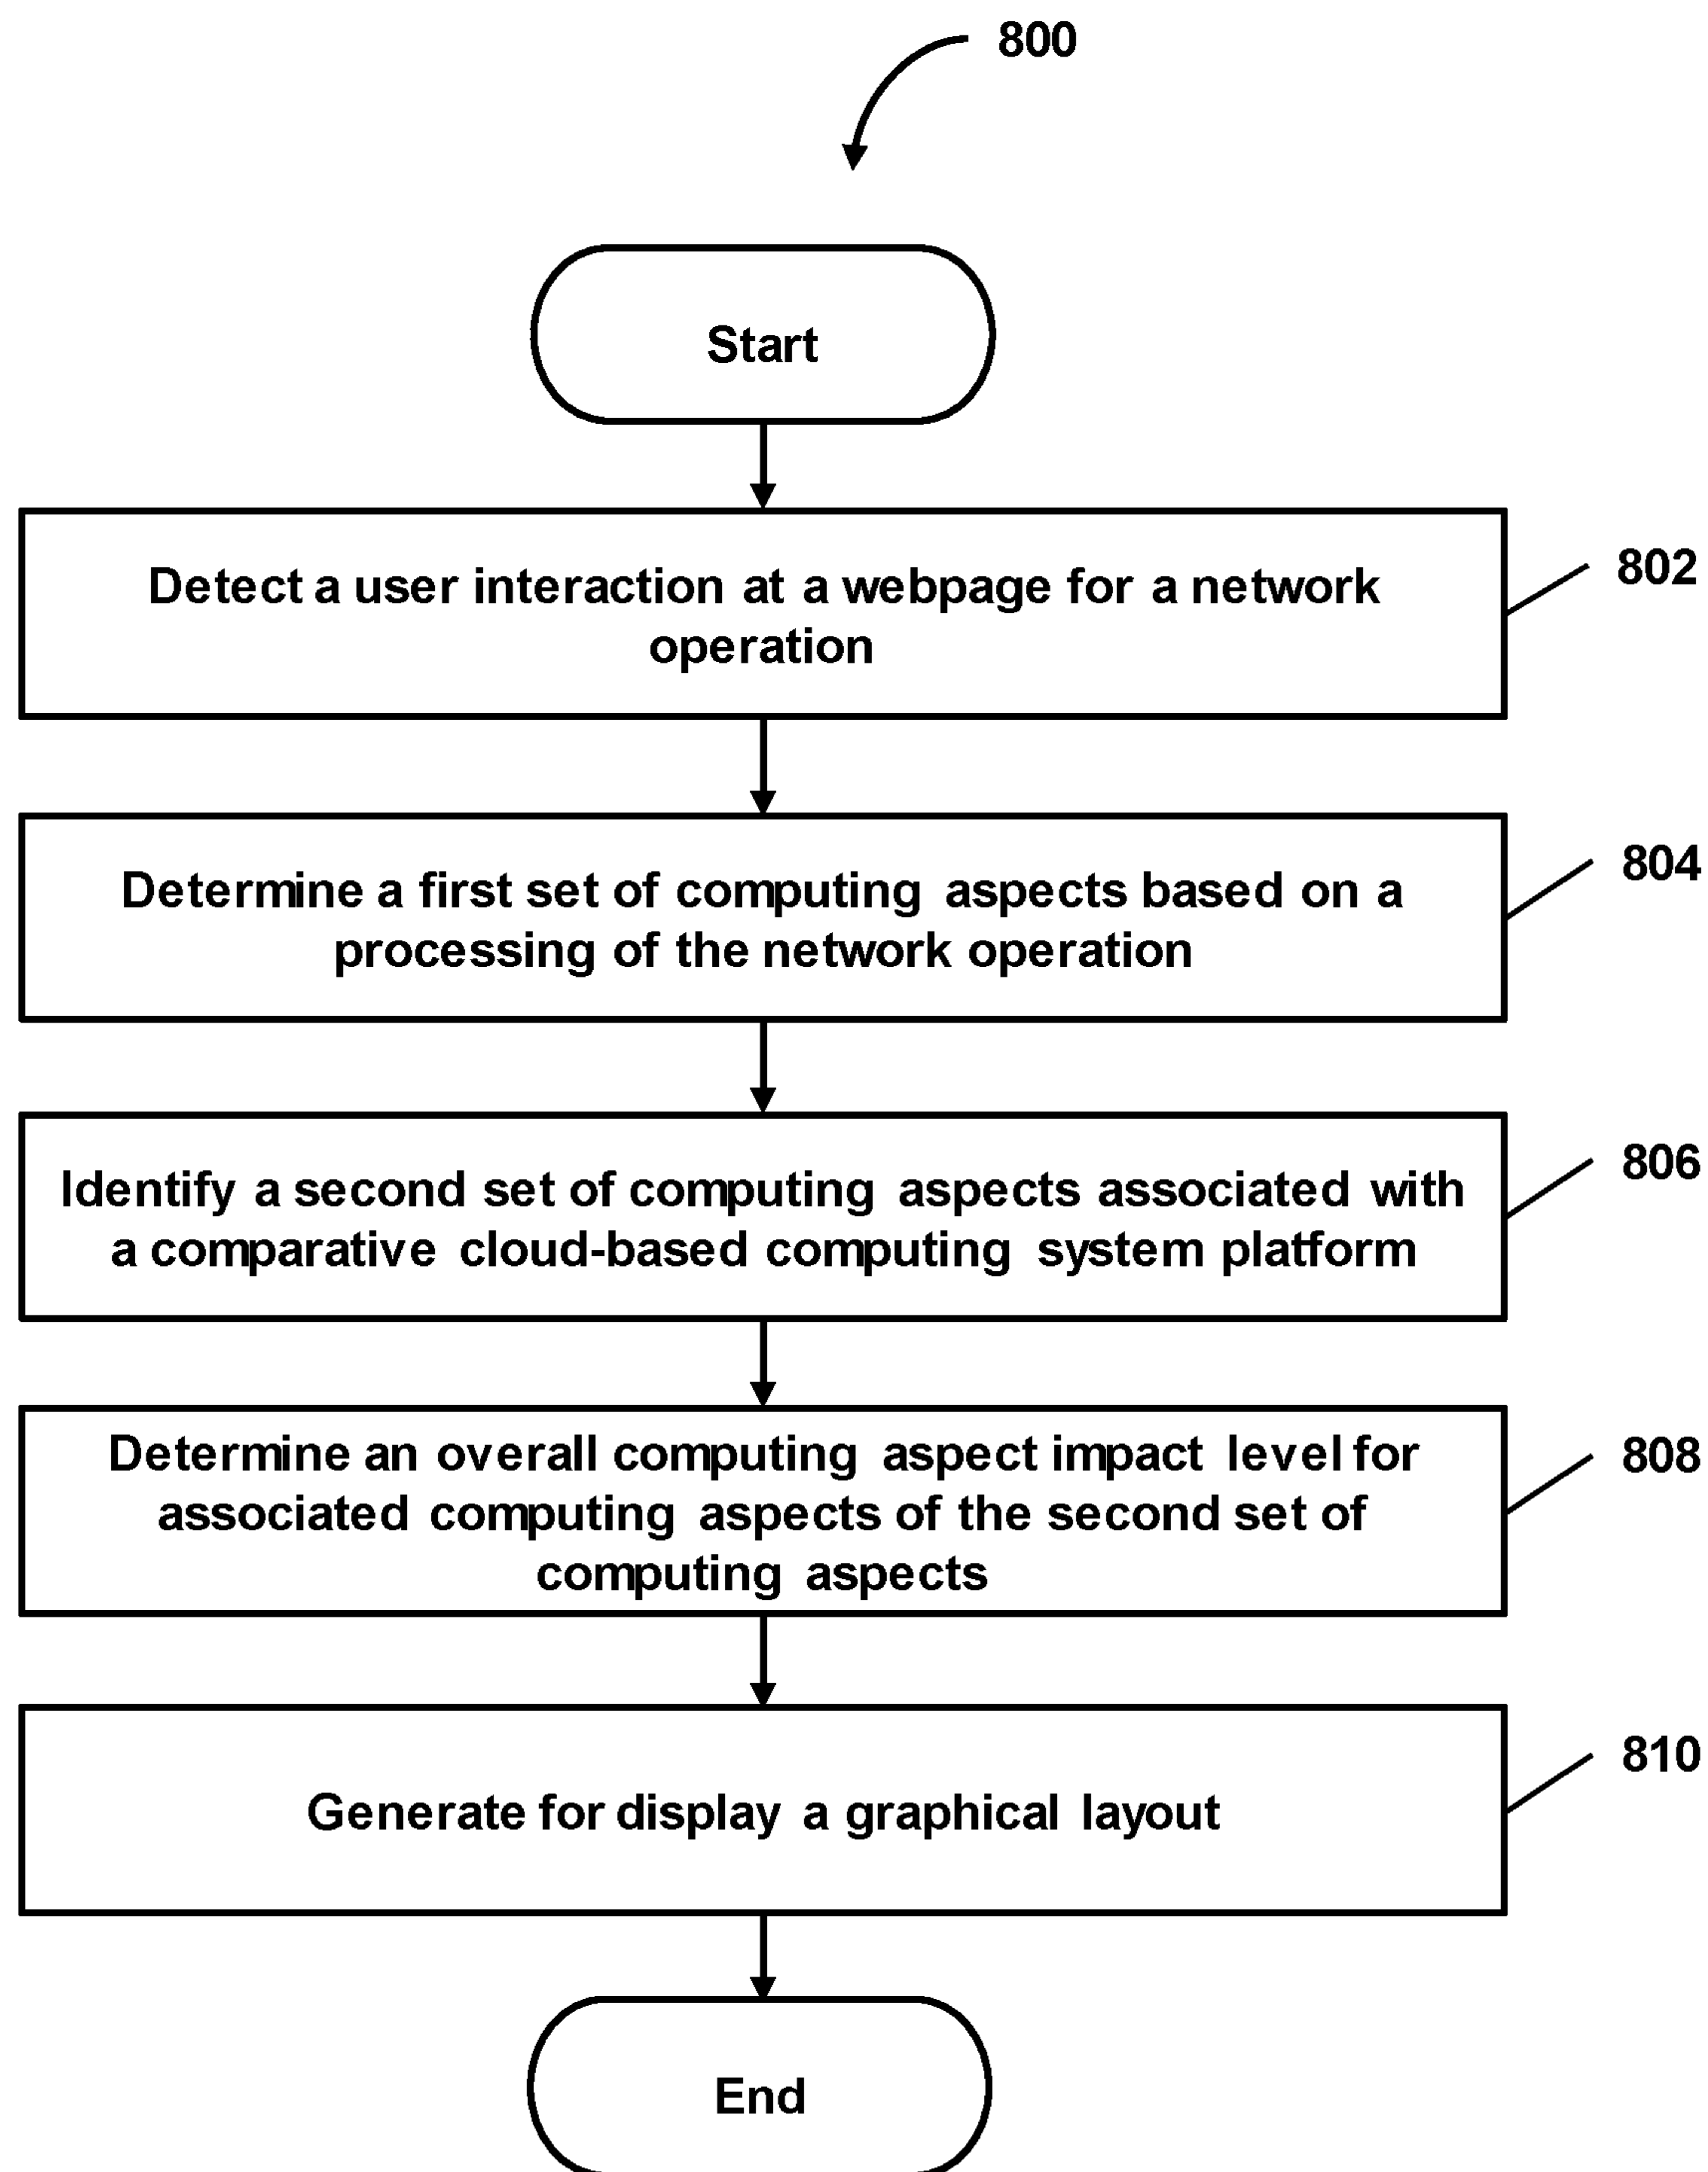 800
Start
Detect a user interaction at a webpage for a network
operation
802
Determine a first set of computing aspects based on a
processing of the network operation
804
Identify a second set of computing aspects associated with
a comparative cloud-based computing system platform
806
Determine an overall computing aspect impact level for
associated computing aspects of the second set of
computing aspects
808
Generate for display a graphical layout
810
End